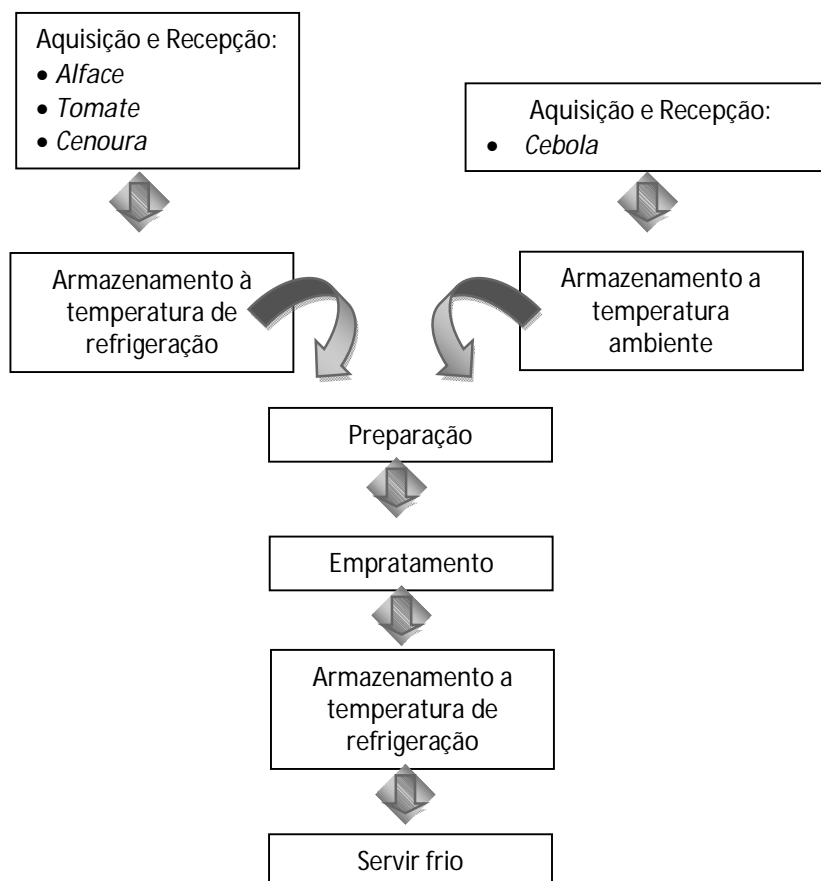 Aquisição e Recepção:
• Alface
• Tomate
• Cenoura
Aquisição e Recepção:
• Cebola
Armazenamento à
temperatura de
refrigeração
Armazenamento a
temperatura
ambiente
Preparação
Empratamento
Armazenamento a
temperatura de
refrigeração
Servir frio